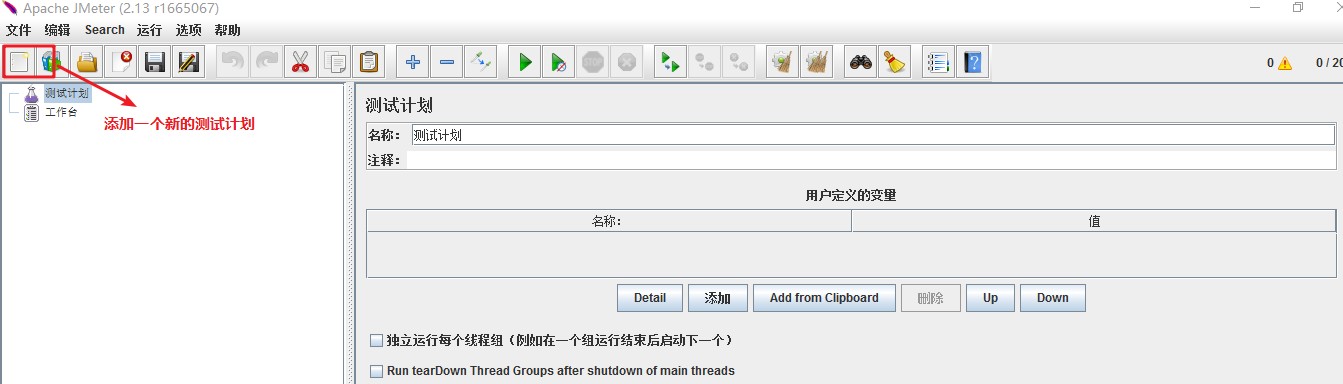 Apache JMeter (2.13 r1665067)
文件 编辑 Search 运行 选项 帮助
STOP
?
0 0 / 20
测试计划
工作台
添加一个新的测试计划
测试计划
名称: 测试计划
注释:
用户定义的变量
名称: 值
Detail 添加 Add from Clipboard 删除 Up Down
独立运行每个线程组（例如在一个组运行结束后启动下一个）
Run tearDown Thread Groups after shutdown of main threads